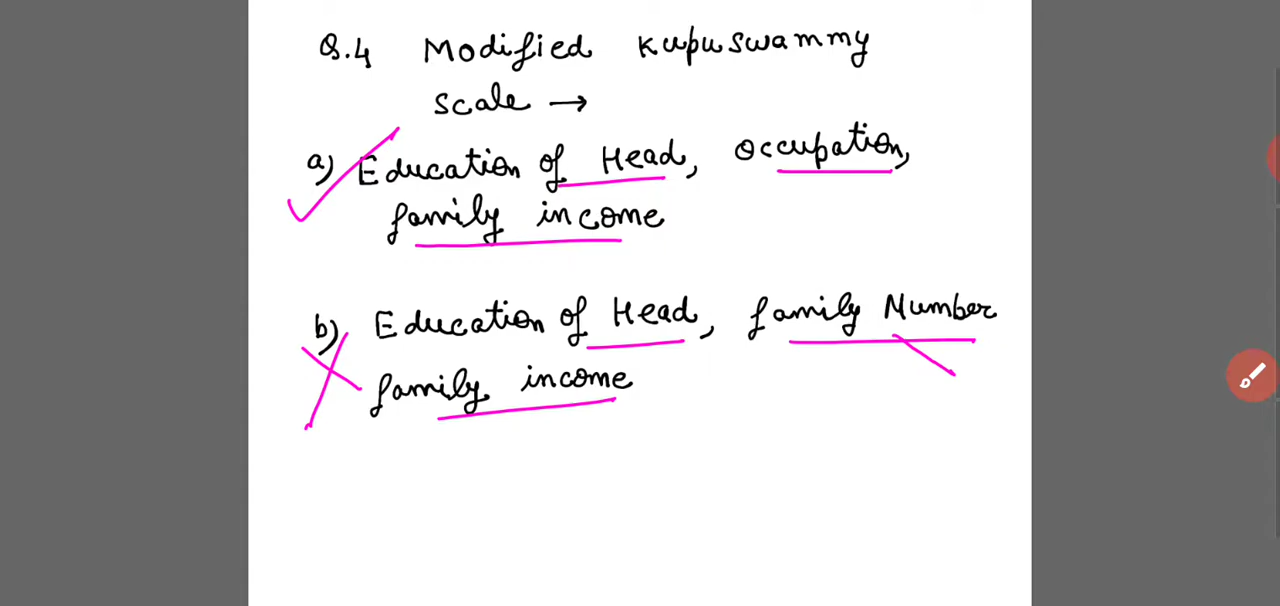 Q.4 Modified Kupuswammy
Scale →
a) Education of Head, Occupation,
family income
b) Education of Head, family Number
family income